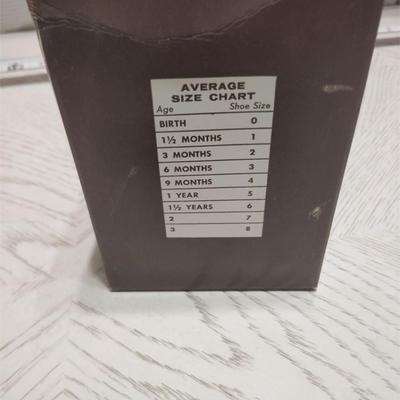 AVERAGE
SIZE CHART
Age Shoe Size
BIRTH 0
1½ MONTHS 1
3 MONTHS 2
6 MONTHS 3
9 MONTHS 4
1 YEAR 5
1½ YEARS 6
2 7
3 8